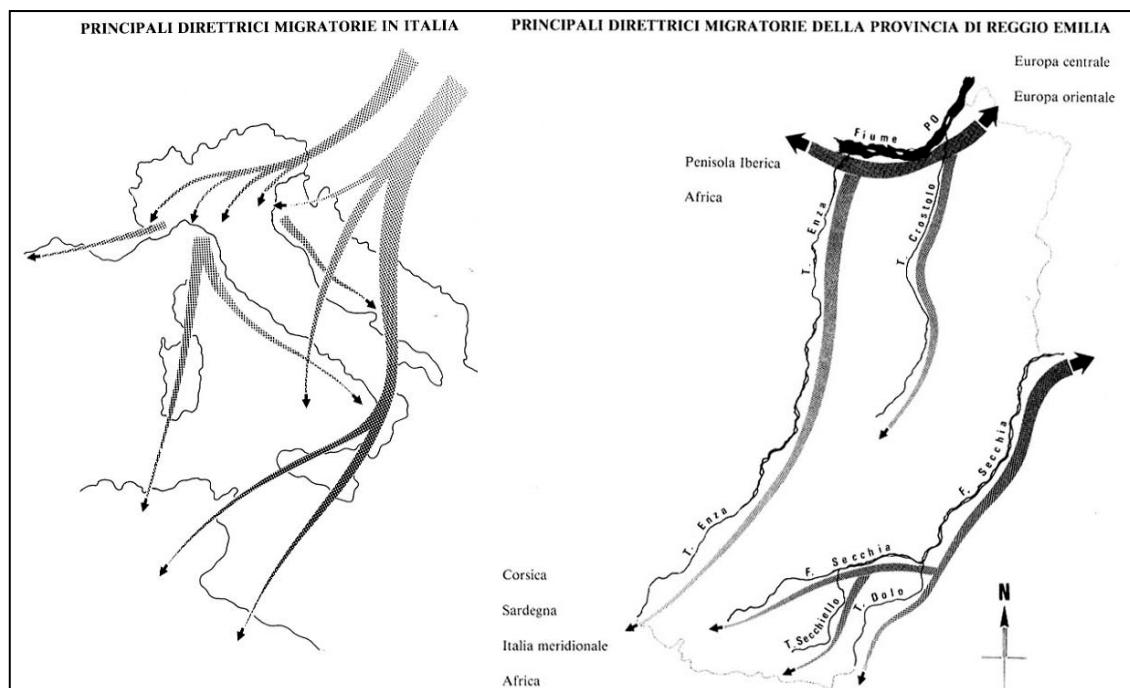 PRINCIPALI DIRETTRICI MIGRATORIE IN ITALIA
PRINCIPALI DIRETTRICI MIGRATORIE DELLA PROVINCIA DI REGGIO EMILIA
Europa centrale
Europa orientale
Fiume PO
Penisola Iberica
Africa
T. Enza
T. Crostolo
F. Secchia
T. Enza
F. Secchia
T. Dolo
T. Secchiello
Corsica
Sardegna
Italia meridionale
Africa
N